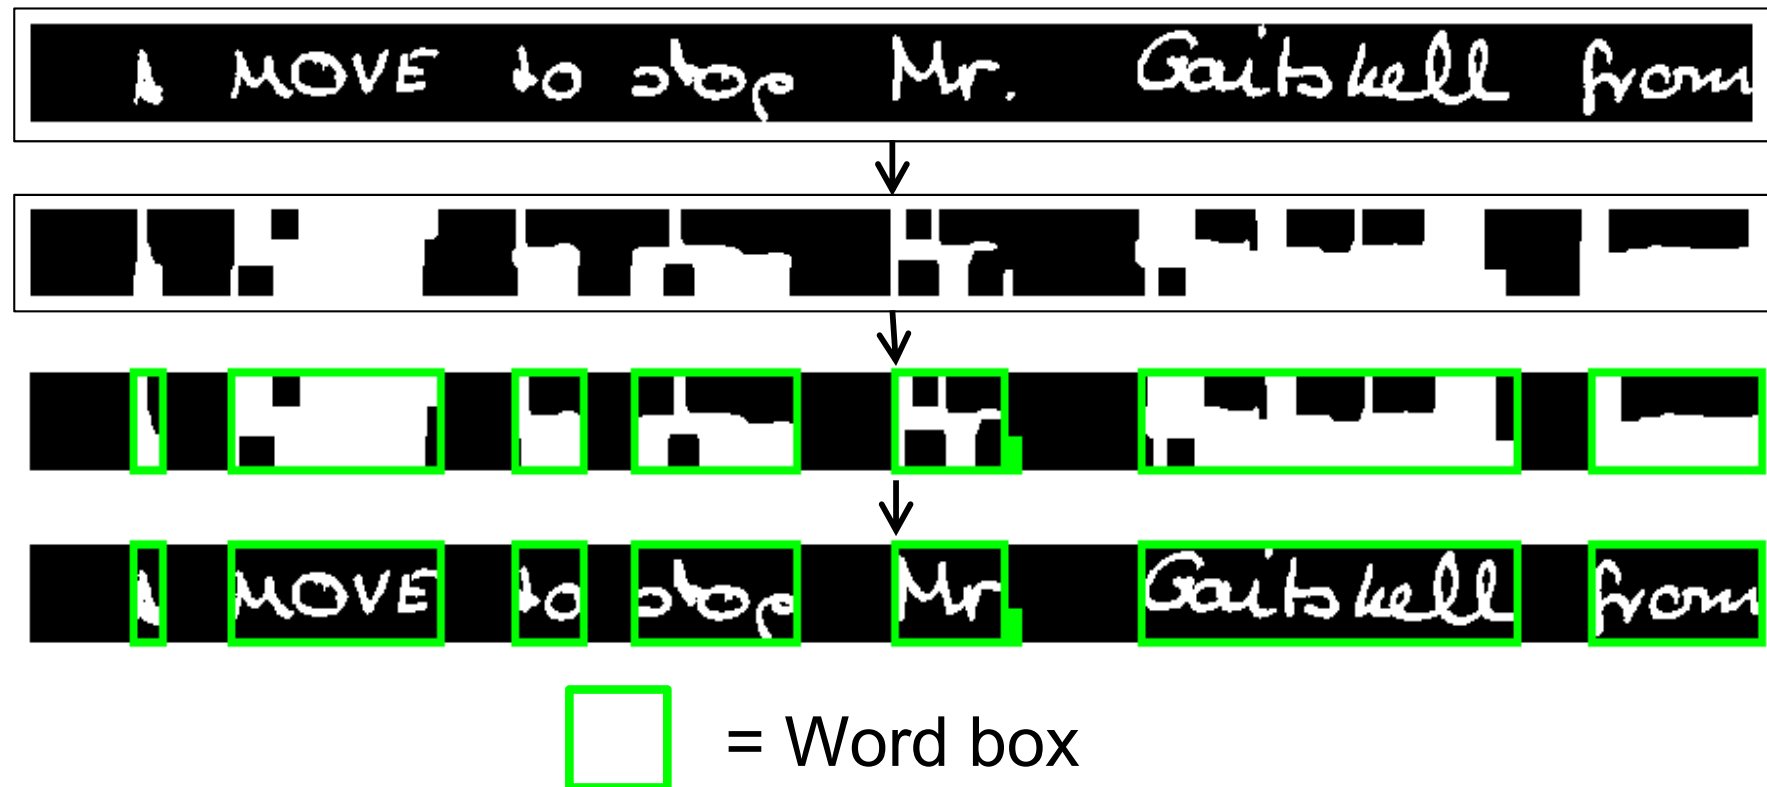 A MOVE to stop Mr. Gaitskell from
A MOVE to stop Mr Gaitskell from
= Word box